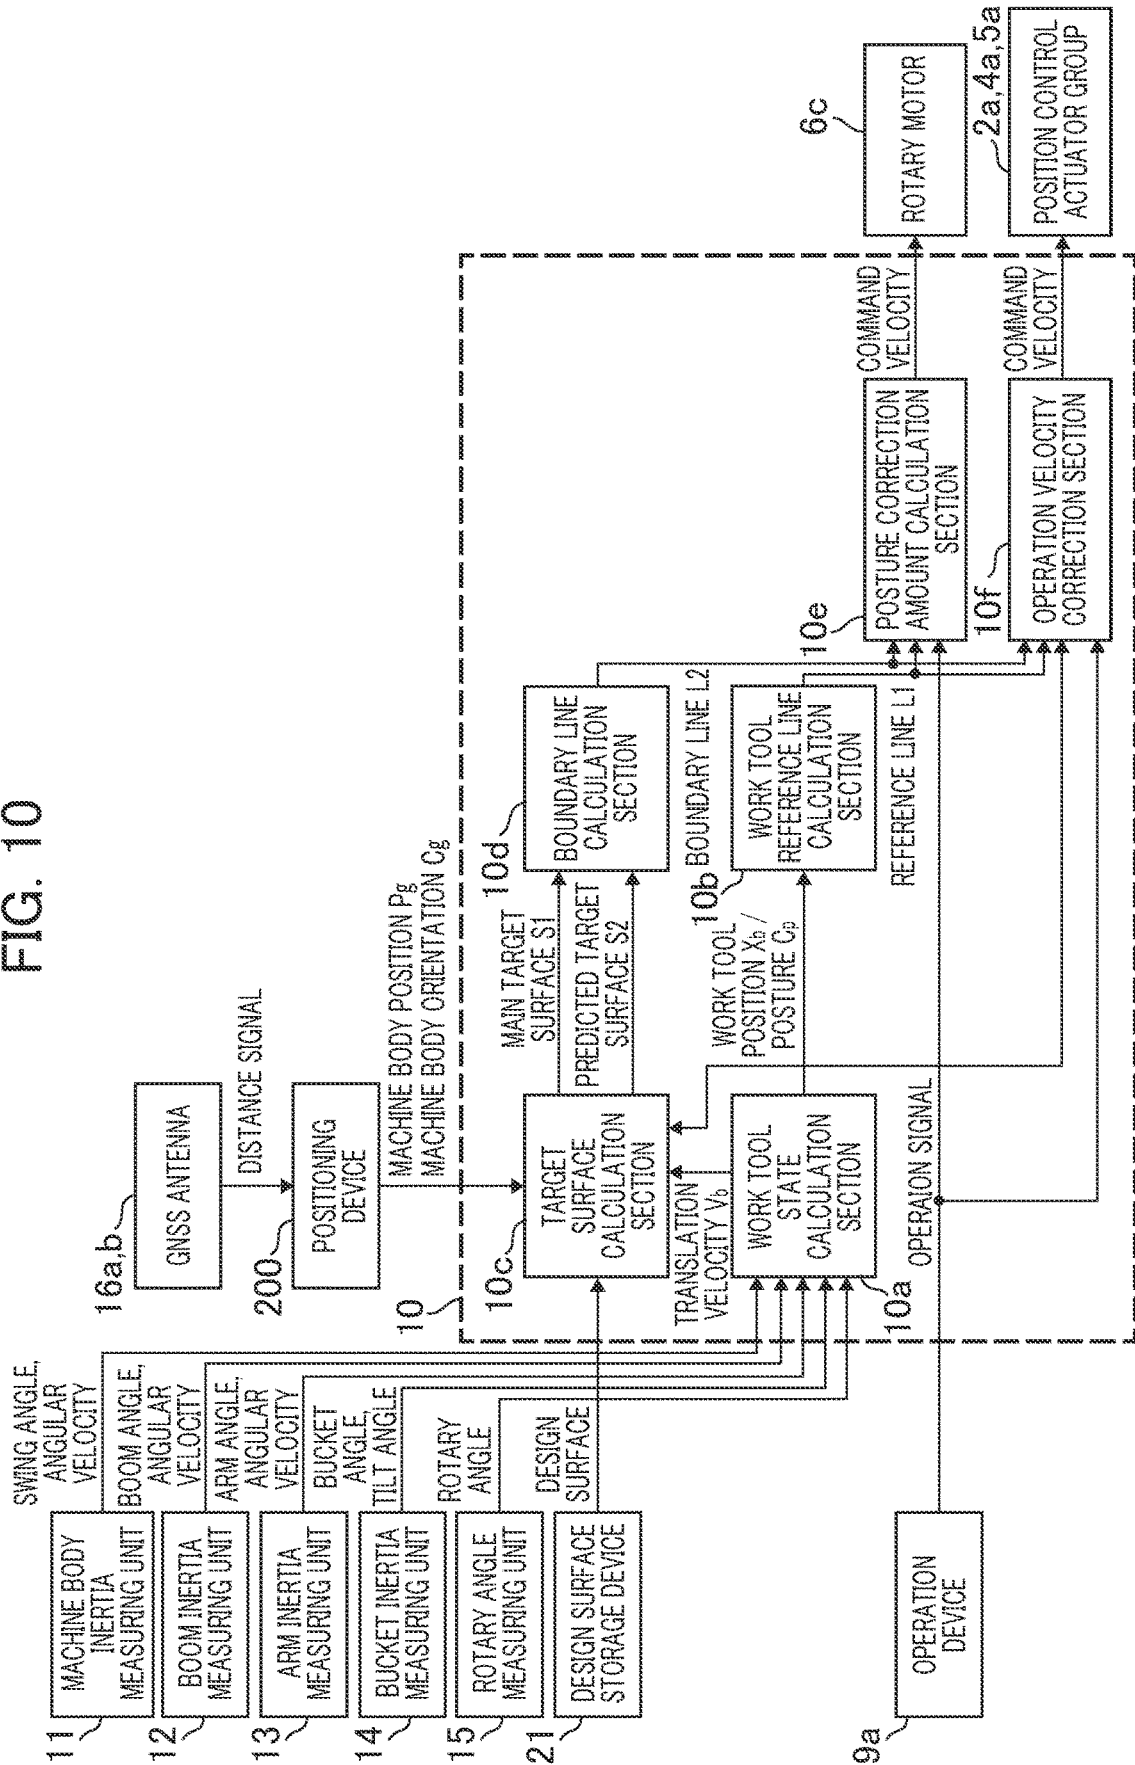 FIG. 10
16a,b
GNSS ANTENNA
DISTANCE SIGNAL
200
POSITIONING
DEVICE
MACHINE BODY POSITION Pg
MACHINE BODY ORIENTATION Cg
11
MACHINE BODY
INERTIA
MEASURING UNIT
SWING ANGLE,
ANGULAR
VELOCITY
12
BOOM INERTIA
MEASURING UNIT
BOOM ANGLE,
ANGULAR
VELOCITY
13
ARM INERTIA
MEASURING UNIT
ARM ANGLE,
ANGULAR
VELOCITY
14
BUCKET INERTIA
MEASURING UNIT
BUCKET
ANGLE,
TILT ANGLE
15
ROTARY ANGLE
MEASURING UNIT
ROTARY
ANGLE
21
DESIGN SURFACE
STORAGE DEVICE
DESIGN
SURFACE
9a
OPERATION
DEVICE
OPERAION SIGNAL
10
10c
TARGET
SURFACE
CALCULATION
SECTION
MAIN TARGET
SURFACE S1
PREDICTED TARGET
SURFACE S2
TRANSLATION
VELOCITY Vb
10a
WORK TOOL
STATE
CALCULATION
SECTION
WORK TOOL
POSITION Xb /
POSTURE Cp
10d
BOUNDARY LINE
CALCULATION
SECTION
BOUNDARY LINE L2
10b
WORK TOOL
REFERENCE LINE
CALCULATION
SECTION
REFERENCE LINE L1
10e
POSTURE CORRECTION
AMOUNT CALCULATION
SECTION
COMMAND
VELOCITY
10f
OPERATION VELOCITY
CORRECTION SECTION
COMMAND
VELOCITY
6c
ROTARY MOTOR
2a,4a,5a
POSITION CONTROL
ACTUATOR GROUP